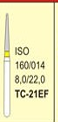 ISO
160/014
8,0/22,0
TC-21EF